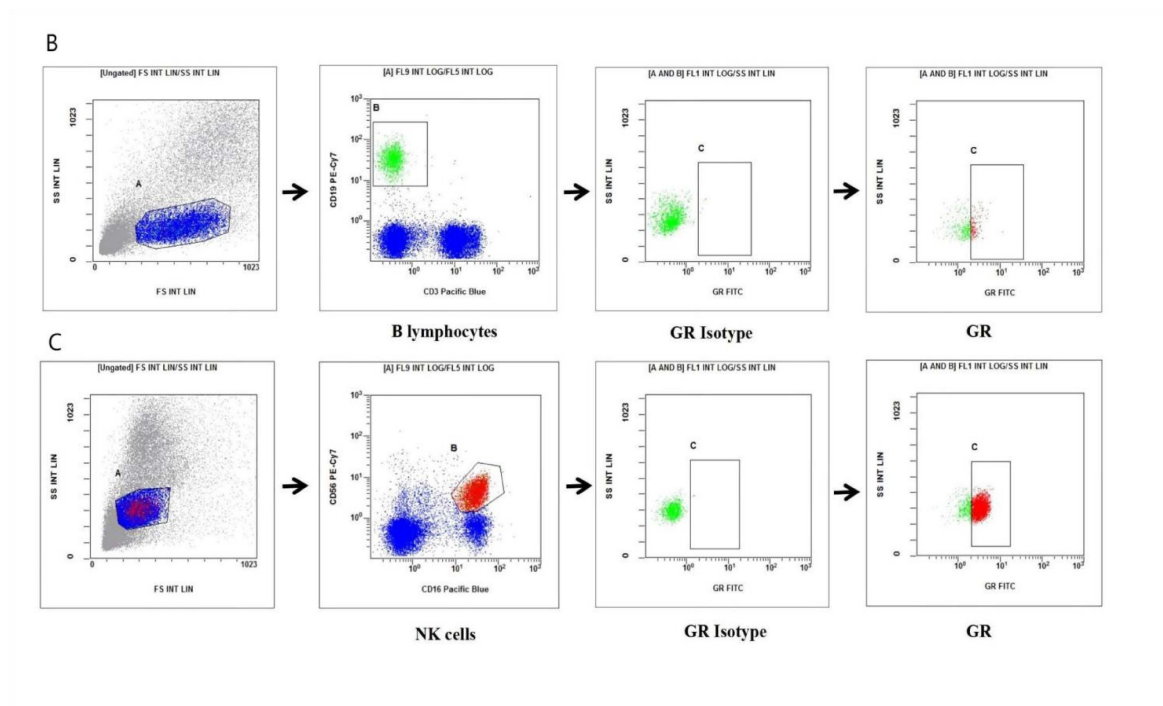 B
[Ungated] FS INT LIN/SS INT LIN
SS INT LIN
1023
0
A
0
1023
FS INT LIN
[A] FL9 INT LOG/FL5 INT LOG
CD19 PE-Cy7
10³
10²
10¹
10⁰
B
10⁰
10¹
10²
10³
CD3 Pacific Blue
B lymphocytes
[A AND B] FL1 INT LOG/SS INT LIN
SS INT LIN
1023
0
C
10⁰
10¹
10²
10³
GR FITC
GR Isotype
[A AND B] FL1 INT LOG/SS INT LIN
SS INT LIN
1023
0
C
10⁰
10¹
10²
10³
GR FITC
GR
C
[Ungated] FS INT LIN/SS INT LIN
SS INT LIN
1023
0
A
0
1023
FS INT LIN
[A] FL9 INT LOG/FL5 INT LOG
CD56 PE-Cy7
10³
10²
10¹
10⁰
B
10⁰
10¹
10²
10³
CD16 Pacific Blue
NK cells
[A AND B] FL1 INT LOG/SS INT LIN
SS INT LIN
1023
0
C
10⁰
10¹
10²
10³
GR FITC
GR Isotype
[A AND B] FL1 INT LOG/SS INT LIN
SS INT LIN
1023
0
C
10⁰
10¹
10²
10³
GR FITC
GR